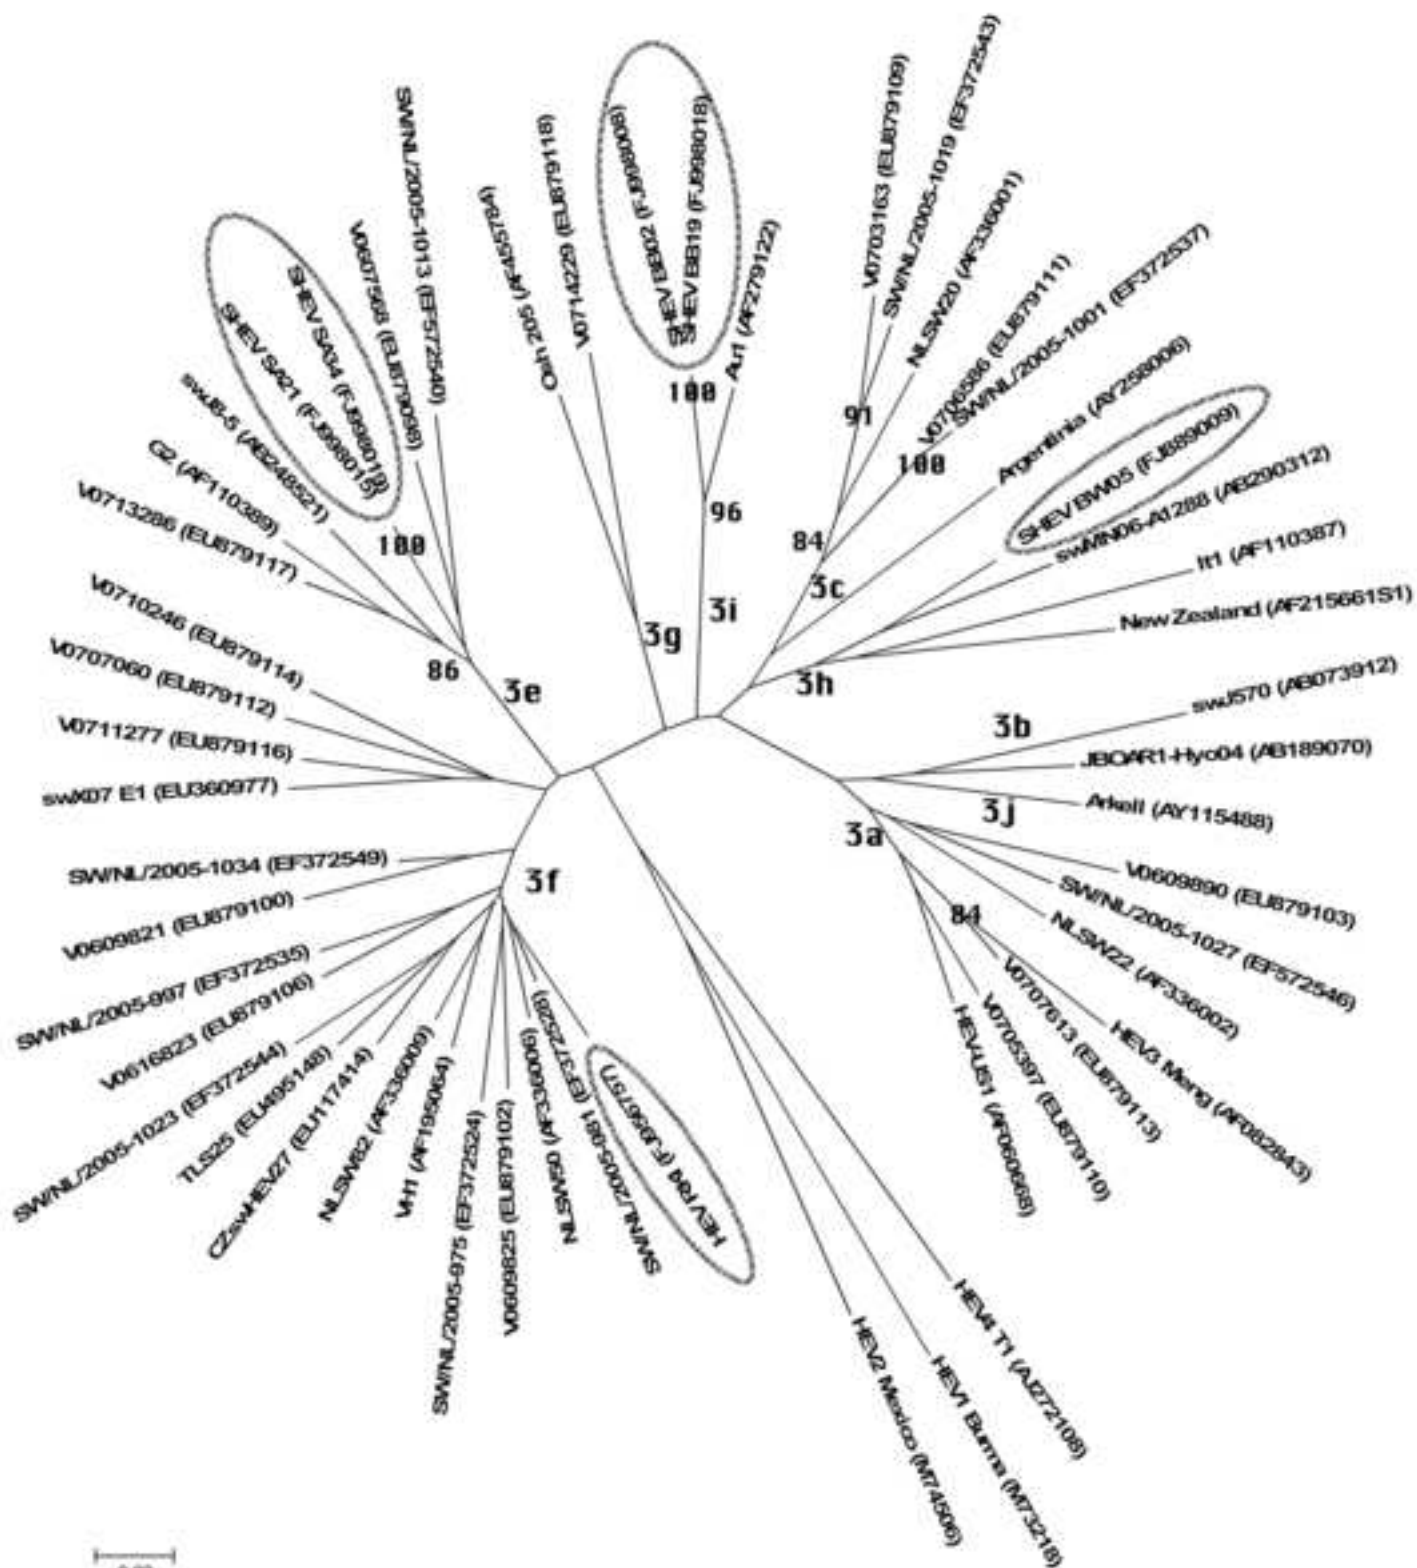 SW/NL/2005-1013 (EF572540)
V0607568 (EU879098)
SHEV SA34 (FJ998019)
SHEV SA21 (FJ998015)
100
swJ8-5 (AB248521)
G2 (AF110389)
V0713286 (EU879117)
86
3e
V0710246 (EU879114)
V0707060 (EU879112)
V0711277 (EU879116)
swX07 E1 (EU360977)
SW/NL/2005-1034 (EF372549)
V0609821 (EU879100)
3f
SW/NL/2005-997 (EF372535)
V0616823 (EU879106)
SW/NL/2005-1023 (EF372544)
TLS25 (EU495148)
CZswHEV27 (EU117414)
NLSW82 (AF336009)
VH1 (AF195064)
SW/NL/2005-975 (EF372524)
V0609825 (EU879102)
NLSW50 (AF336006)
SW/NL/2005-981 (EF372528)
HEV
Osh 205 (AF455784)
V0714229 (EU879118)
3g
SHEV BB02 (FJ998008)
SHEV BB19 (FJ998018)
100
Au1 (AF279122)
96
3i
V0703163 (EU879109)
SW/NL/2005-1019 (EF372543)
91
NLSW20 (AF336001)
V0706586 (EU879111)
SW/NL/2005-1001 (EF372537)
100
84
3c
Argentinia (AY258006)
SHEV BW05 (FJ889009)
swMN06-A1288 (AB290312)
It1 (AF110387)
New Zealand (AF215661S1)
3h
swJ570 (AB073912)
3b
JBOAR1-Hyo04 (AB189070)
Arkell (AY115488)
3j
3a
V0609890 (EU879103)
SW/NL/2005-1027 (EF572546)
NLSW22 (AF336002)
84
HEV3 Meng (AF082843)
V0707613 (EU879113)
V0705397 (EU879110)
HEV-US1 (AF060668)
HEV4 T1 (AJ272108)
HEV1 Burma (M73218)
HEV2 Mexico (M74506)